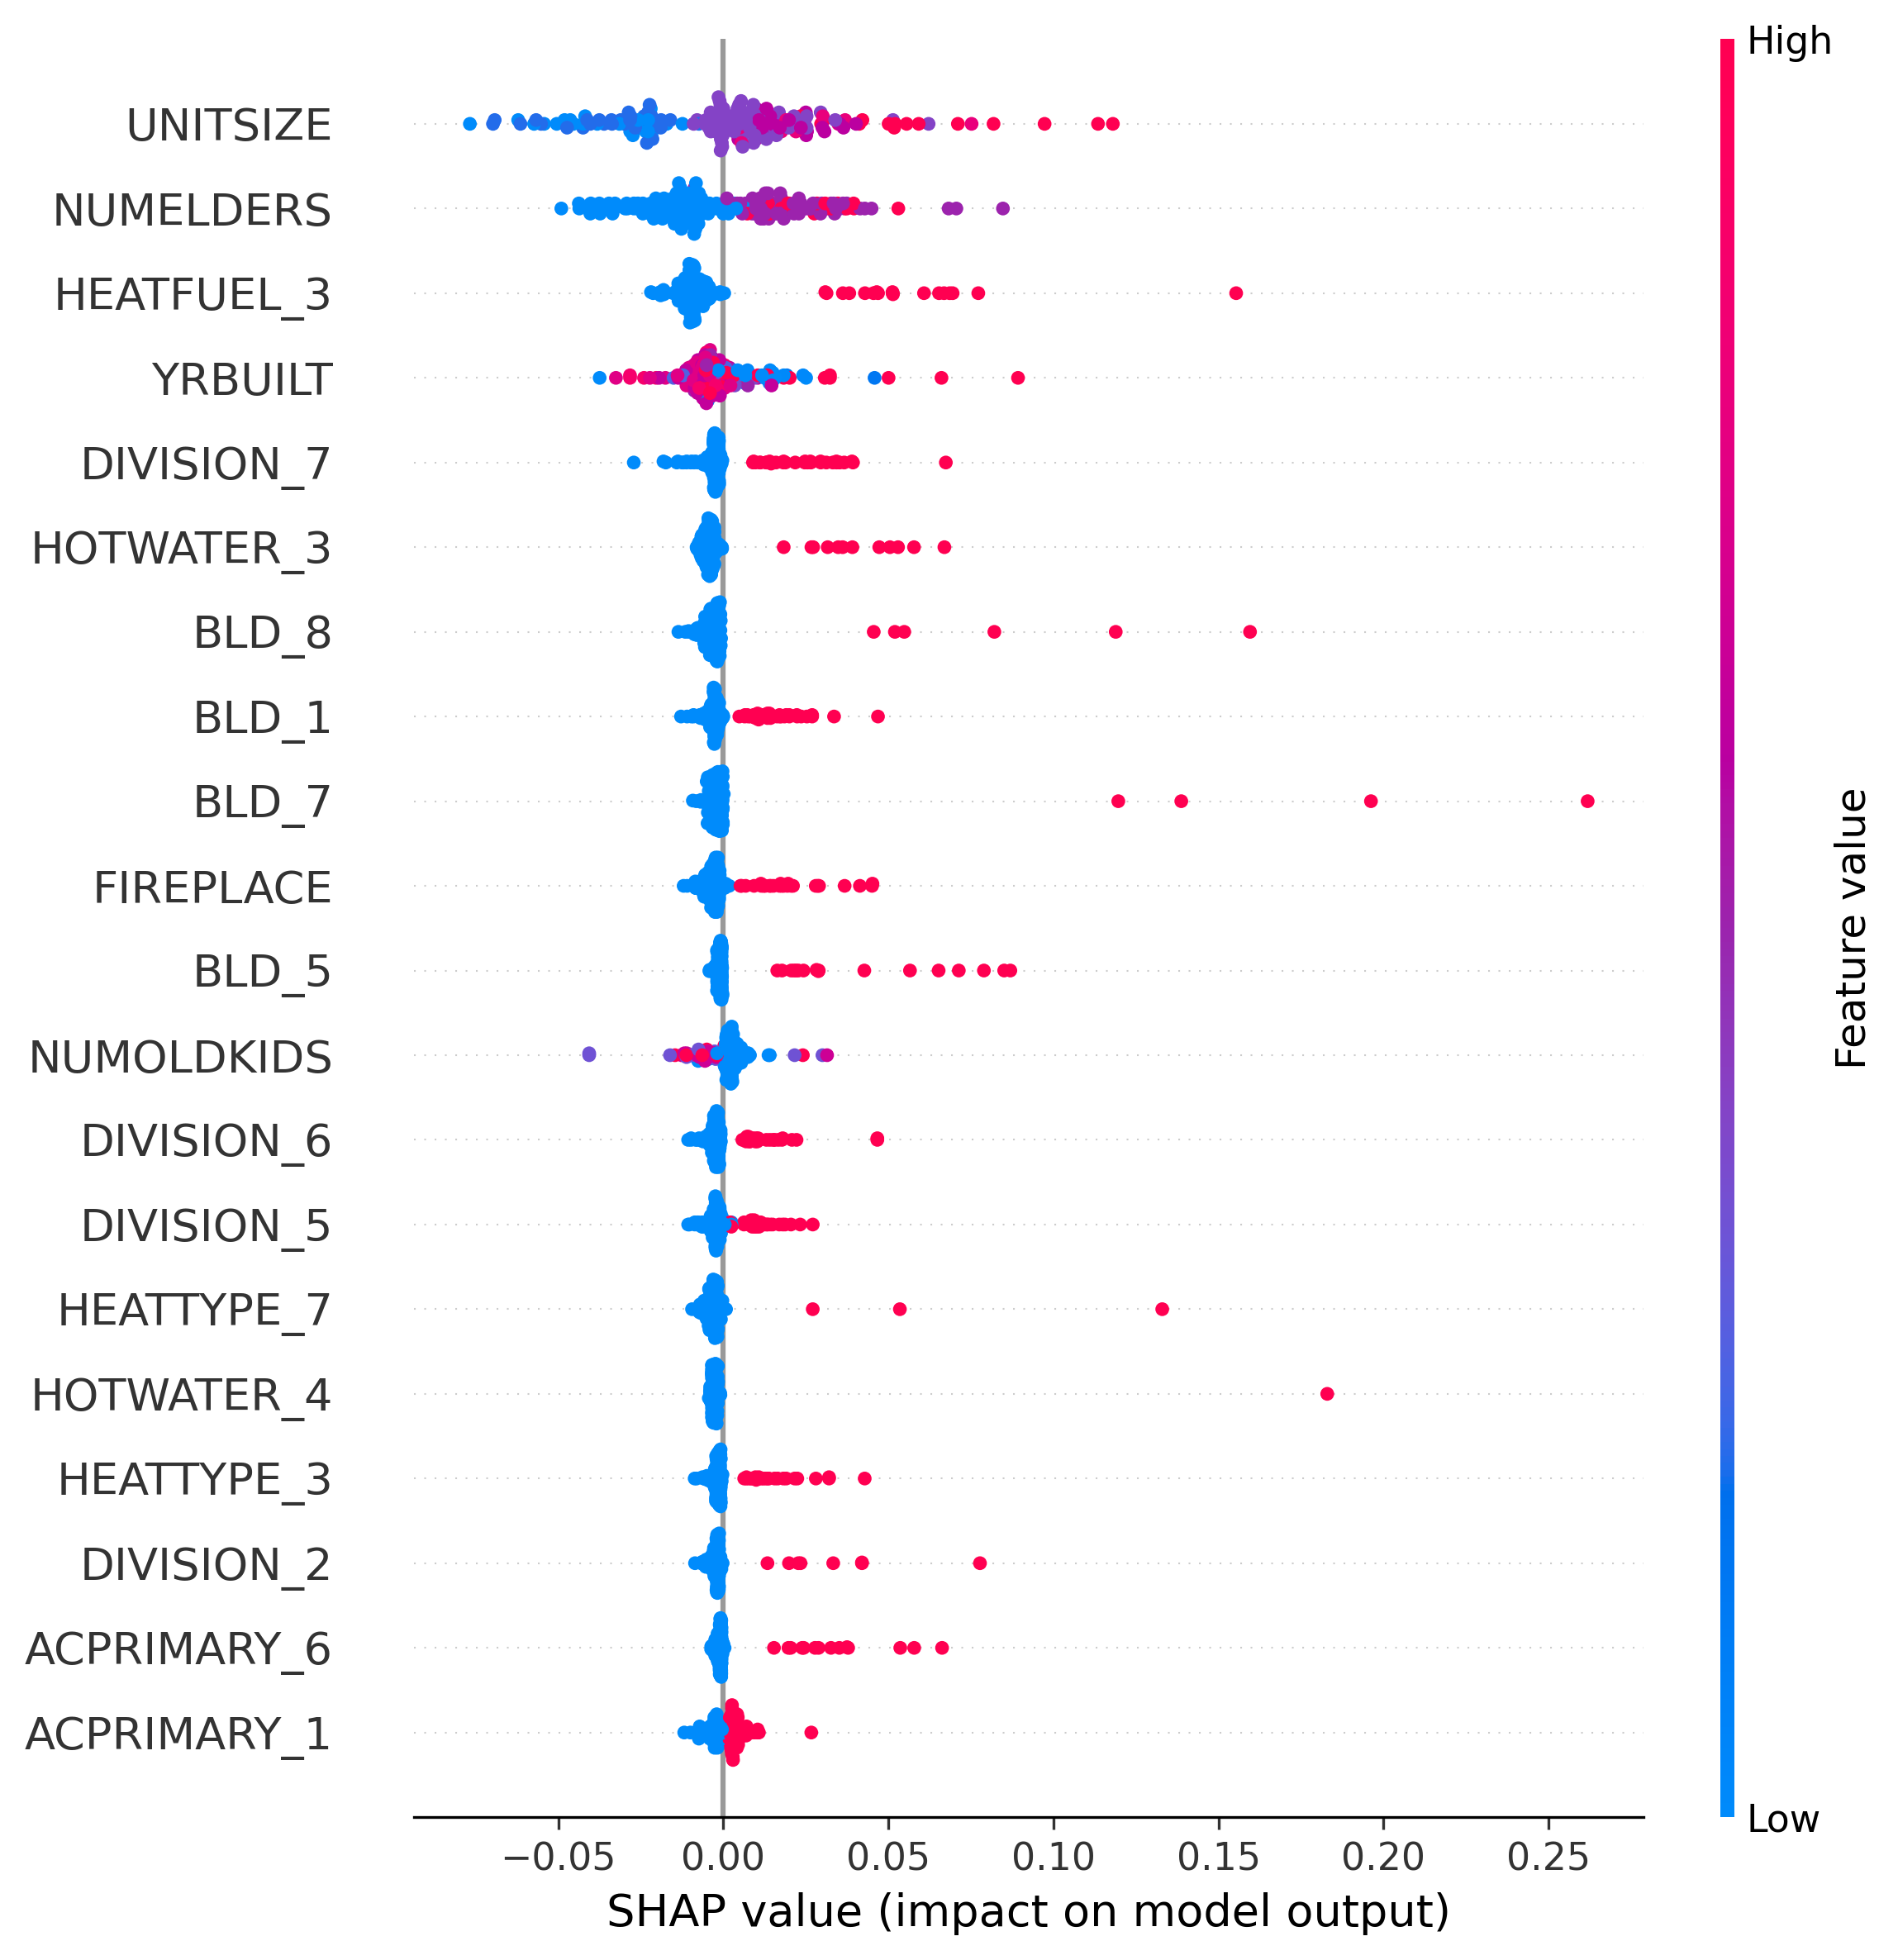 High
UNITSIZE
NUMELDERS
HEATFUEL_3
YRBUILT
DIVISION_7
HOTWATER_3
BLD_8
BLD_1
BLD_7
FIREPLACE
BLD_5
NUMOLDKIDS
DIVISION_6
DIVISION_5
HEATTYPE_7
HOTWATER_4
HEATTYPE_3
DIVISION_2
ACPRIMARY_6
ACPRIMARY_1
Feature value
Low
−0.05 0.00 0.05 0.10 0.15 0.20 0.25
SHAP value (impact on model output)